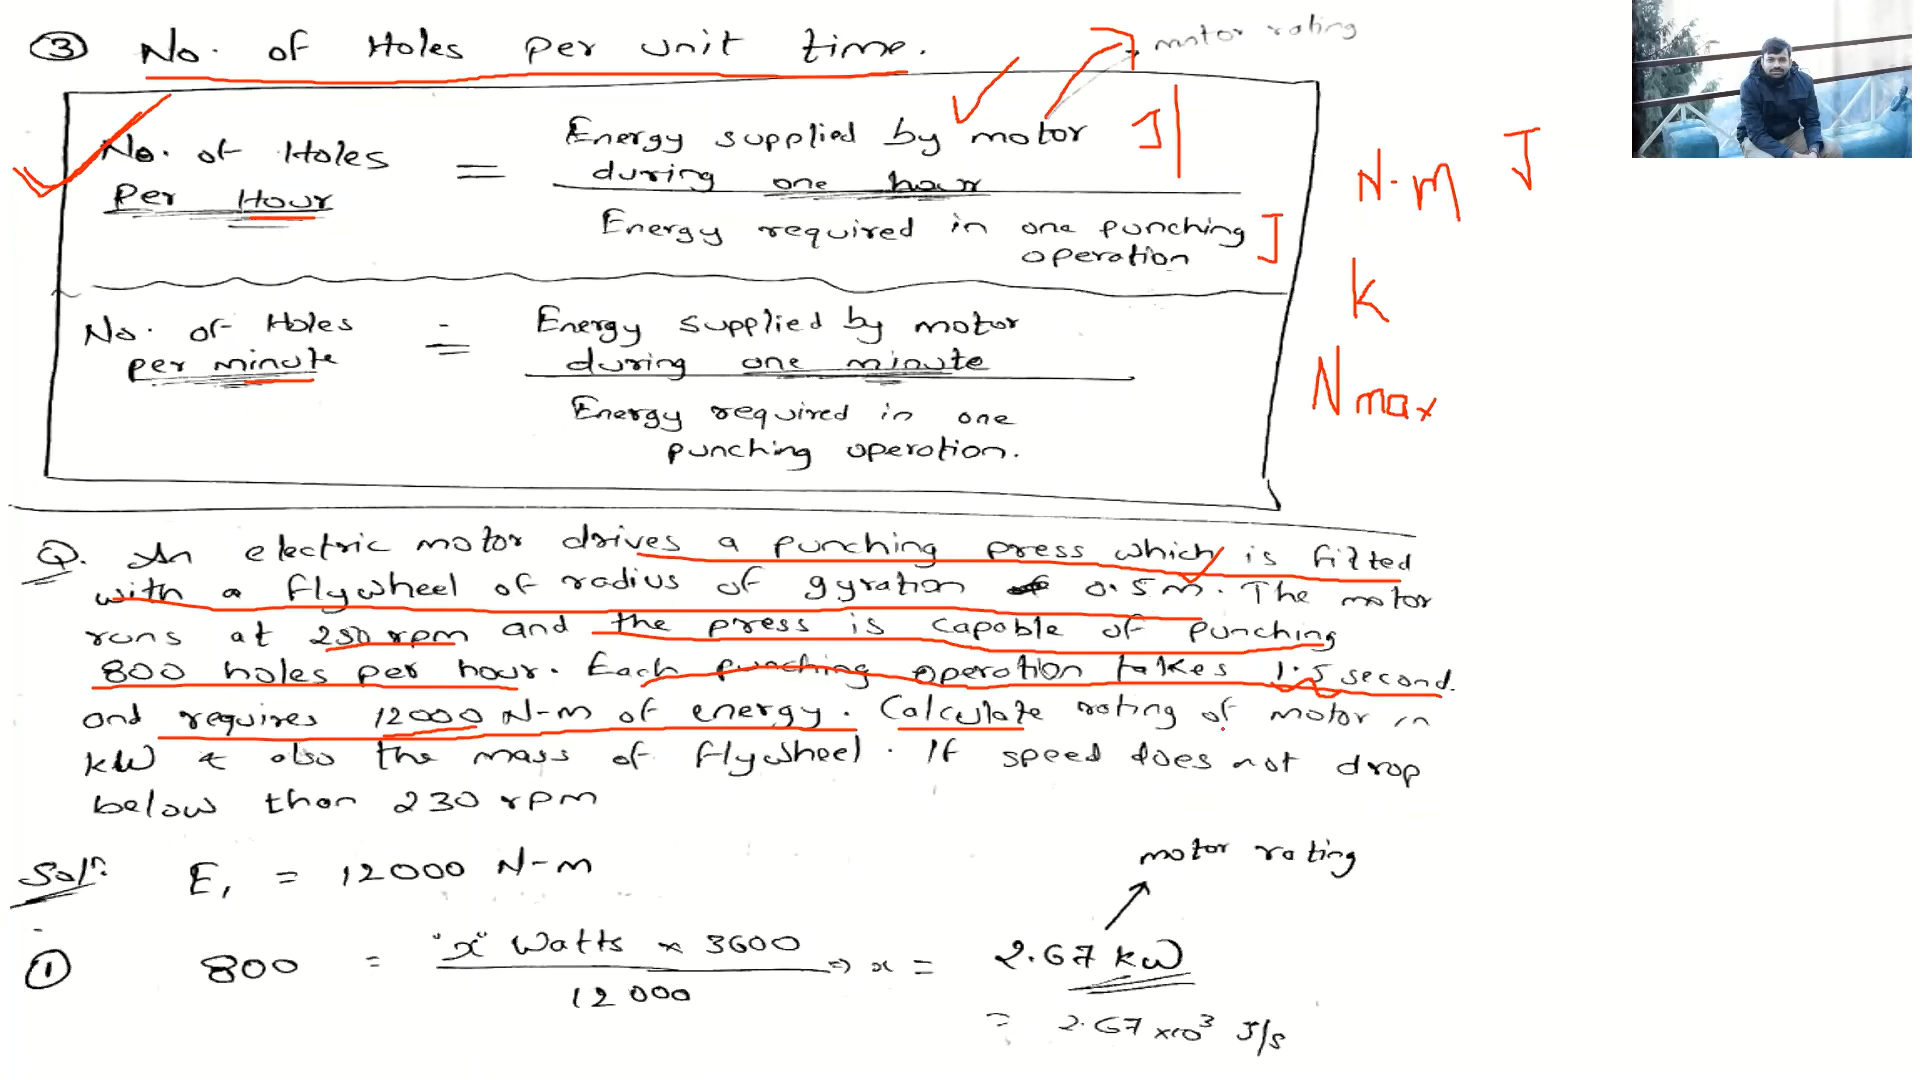 ③ No. of Holes per unit time.
motor rating
No. of Holes per Hour = Energy supplied by motor during one hour J
Energy required in one punching operation J
No. of Holes per minute = Energy supplied by motor during one minute
Energy required in one punching operation.
N-m J
k
Nmax
Q. An electric motor drives a punching press which is fitted
with a flywheel of radius of gyration of 0.5m. The motor
runs at 250 rpm and the press is capable of punching
800 holes per hour. Each punching operation takes 1.5 second
and requires 12000 N-m of energy. Calculate rating of motor in
kW & also the mass of flywheel. If speed does not drop
below than 230 rpm
Solⁿ: E₁ = 12000 N-m
motor rating
① 800 = "x" Watts × 3600 / 12000 ⇒ x = 2.67 kW
= 2.67 ×10³ J/s